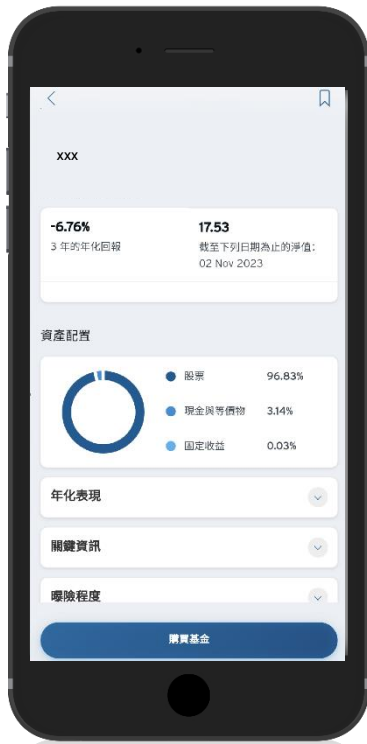 xxx
-6.76%
17.53
3 年的年化回報
截至下列日期為止的淨值:
02 Nov 2023
資產配置
股票 96.83%
現金與等價物 3.14%
固定收益 0.03%
年化表現
關鍵資訊
曝險程度
購買基金